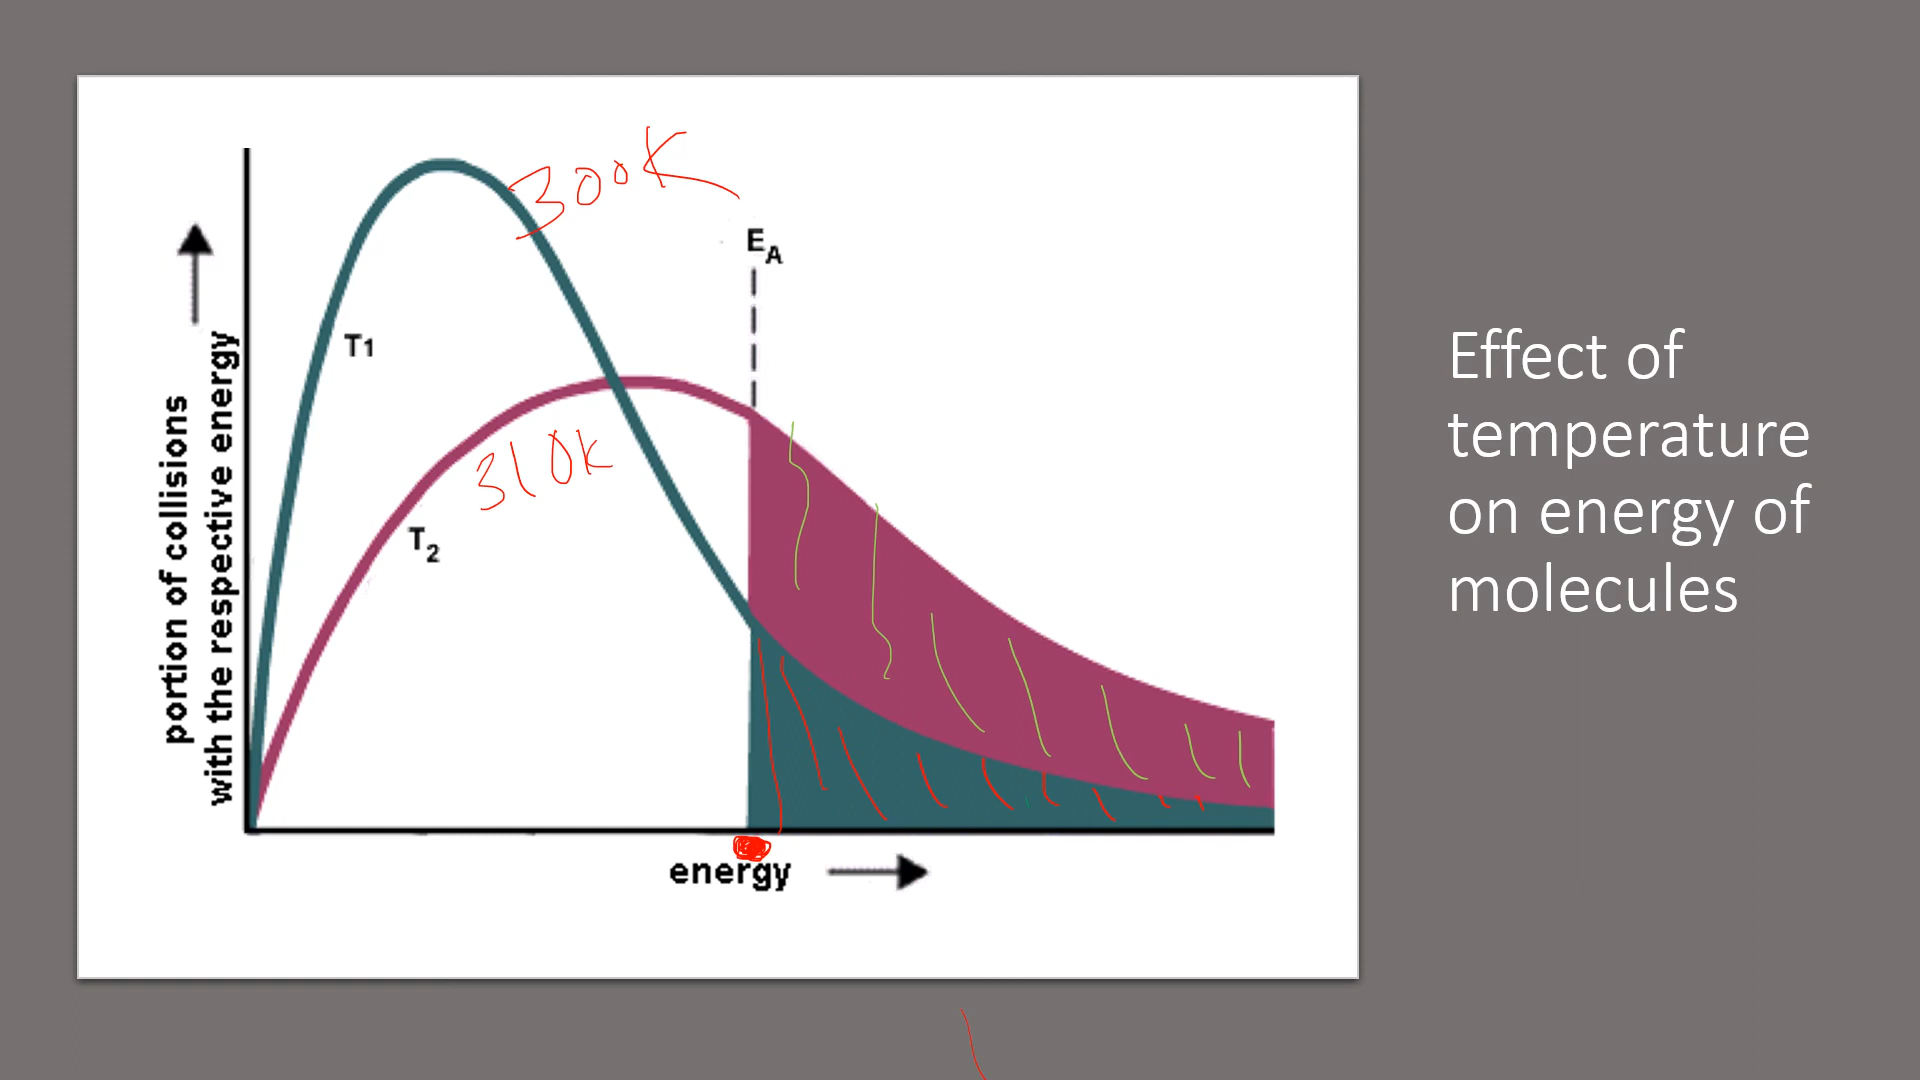 300K
E_A
T1
310K
T2
portion of collisions
with the respective energy
energy
Effect of
temperature
on energy of
molecules